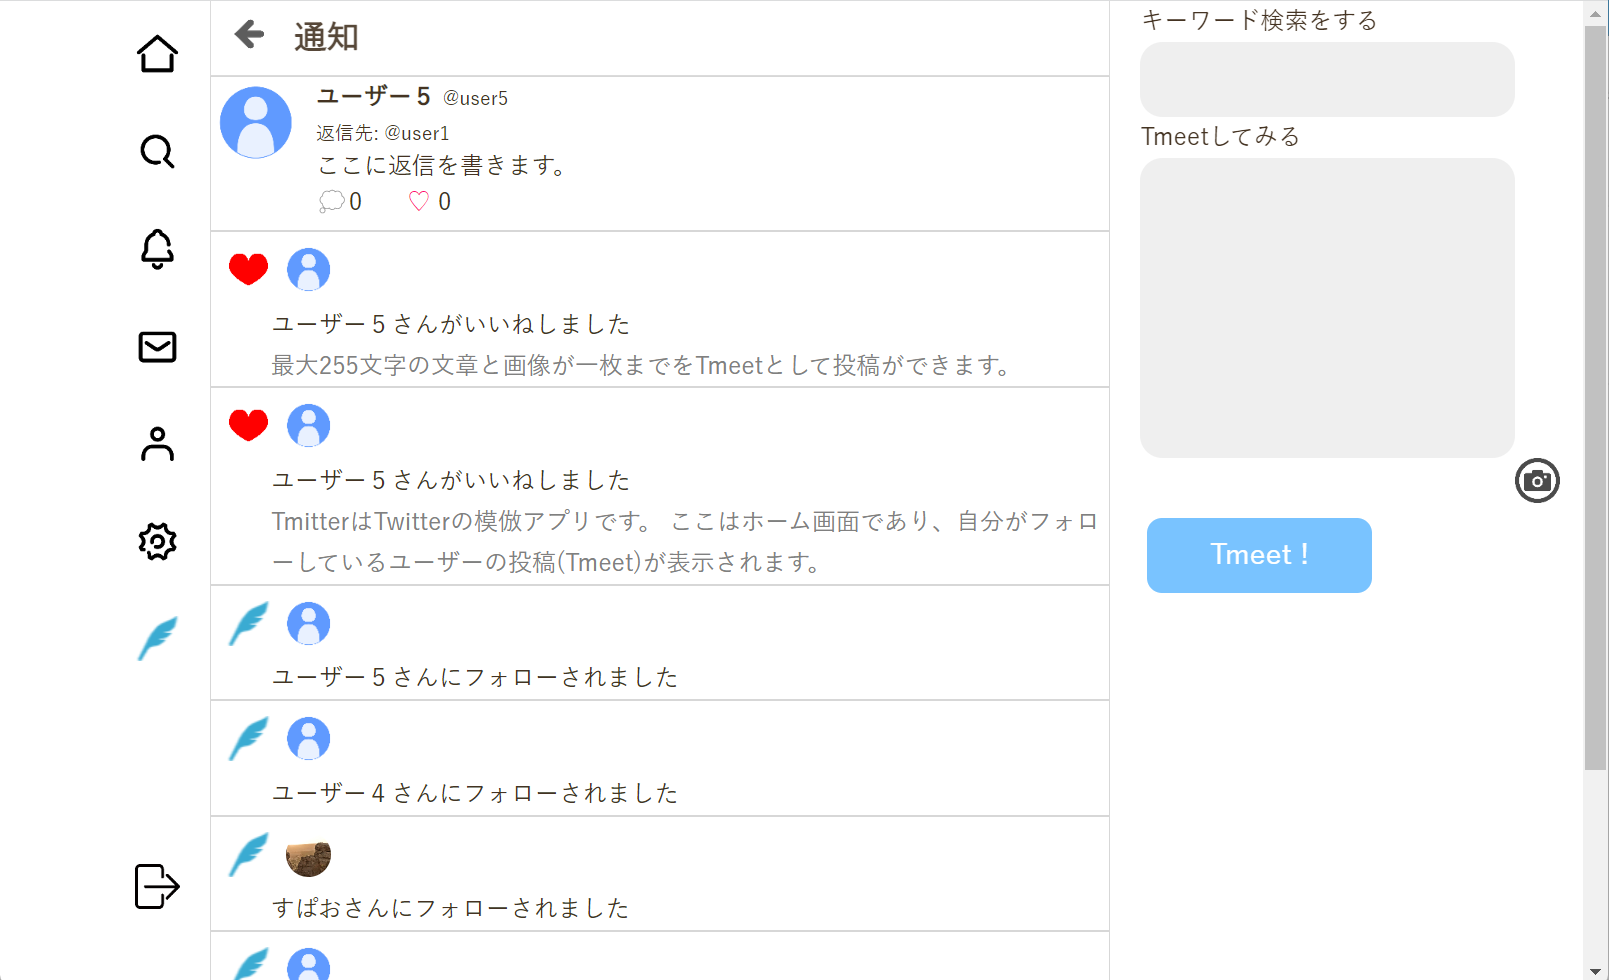 通知
ユーザー５ @user5
返信先: @user1
ここに返信を書きます。
0 ♡ 0
ユーザー５さんがいいねしました
最大255文字の文章と画像が一枚までをTmeetとして投稿ができます。
ユーザー５さんがいいねしました
TmitterはTwitterの模倣アプリです。 ここはホーム画面であり、自分がフォロ
ーしているユーザーの投稿(Tmeet)が表示されます。
ユーザー５さんにフォローされました
ユーザー４さんにフォローされました
すぱおさんにフォローされました
キーワード検索をする
Tmeetしてみる
Tmeet！